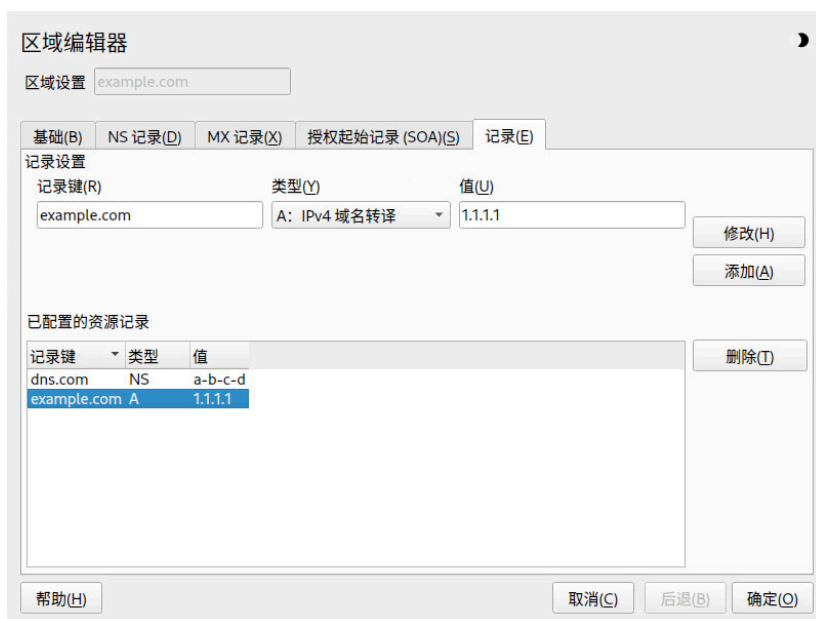 区域编辑器
区域设置 example.com
基础(B) NS 记录(D) MX 记录(X) 授权起始记录 (SOA)(S) 记录(E)
记录设置
记录键(R) 类型(Y) 值(U)
example.com A：IPv4 域名转译 1.1.1.1
修改(H)
添加(A)
已配置的资源记录
记录键 类型 值 删除(T)
dns.com NS a-b-c-d
example.com A 1.1.1.1
帮助(H) 取消(C) 后退(B) 确定(O)